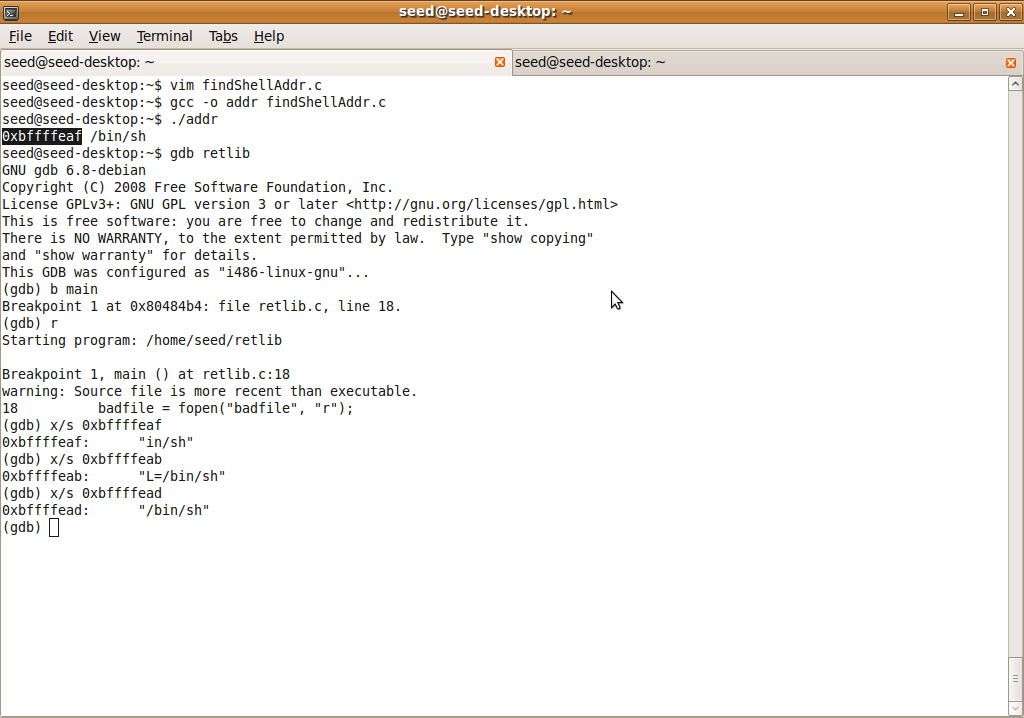 seed@seed-desktop: ~
File Edit View Terminal Tabs Help
seed@seed-desktop: ~ seed@seed-desktop: ~
seed@seed-desktop:~$ vim findShellAddr.c
seed@seed-desktop:~$ gcc -o addr findShellAddr.c
seed@seed-desktop:~$ ./addr
0xbffffeaf /bin/sh
seed@seed-desktop:~$ gdb retlib
GNU gdb 6.8-debian
Copyright (C) 2008 Free Software Foundation, Inc.
License GPLv3+: GNU GPL version 3 or later <http://gnu.org/licenses/gpl.html>
This is free software: you are free to change and redistribute it.
There is NO WARRANTY, to the extent permitted by law.  Type "show copying"
and "show warranty" for details.
This GDB was configured as "i486-linux-gnu"...
(gdb) b main
Breakpoint 1 at 0x80484b4: file retlib.c, line 18.
(gdb) r
Starting program: /home/seed/retlib
Breakpoint 1, main () at retlib.c:18
warning: Source file is more recent than executable.
18          badfile = fopen("badfile", "r");
(gdb) x/s 0xbffffeaf
0xbffffeaf:      "in/sh"
(gdb) x/s 0xbffffeab
0xbffffeab:      "L=/bin/sh"
(gdb) x/s 0xbffffead
0xbffffead:      "/bin/sh"
(gdb)